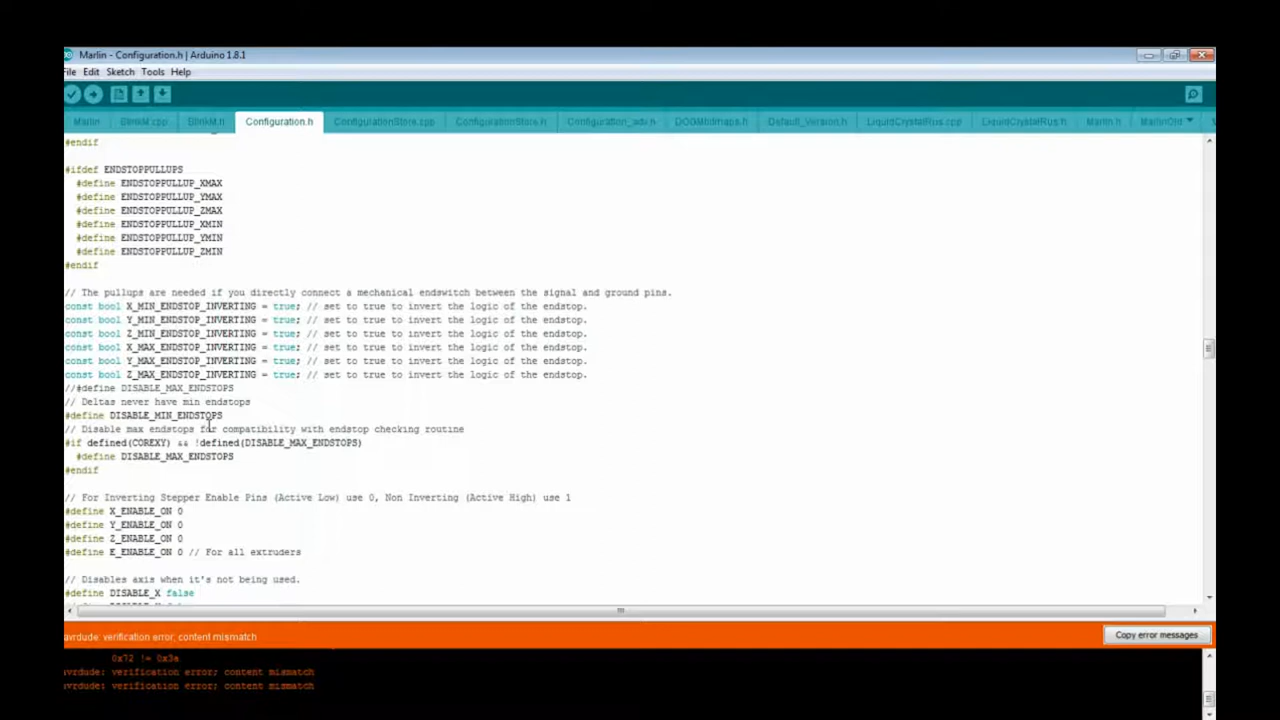 Marlin - Configuration.h | Arduino 1.8.1
File Edit Sketch Tools Help
Marlin BlinkM.cpp BlinkM.h Configuration.h ConfigurationStore.cpp ConfigurationStore.h Configuration_adv.h DOGMbitmaps.h Default_Version.h LiquidCrystalRus.cpp LiquidCrystalRus.h Marlin.h
#endif
#ifdef ENDSTOPPULLUPS
#define ENDSTOPPULLUP_XMAX
#define ENDSTOPPULLUP_YMAX
#define ENDSTOPPULLUP_ZMAX
#define ENDSTOPPULLUP_XMIN
#define ENDSTOPPULLUP_YMIN
#define ENDSTOPPULLUP_ZMIN
#endif
// The pullups are needed if you directly connect a mechanical endswitch between the signal and ground pins.
const bool X_MIN_ENDSTOP_INVERTING = true; // set to true to invert the logic of the endstop.
const bool Y_MIN_ENDSTOP_INVERTING = true; // set to true to invert the logic of the endstop.
const bool Z_MIN_ENDSTOP_INVERTING = true; // set to true to invert the logic of the endstop.
const bool X_MAX_ENDSTOP_INVERTING = true; // set to true to invert the logic of the endstop.
const bool Y_MAX_ENDSTOP_INVERTING = true; // set to true to invert the logic of the endstop.
const bool Z_MAX_ENDSTOP_INVERTING = true; // set to true to invert the logic of the endstop.
//#define DISABLE_MAX_ENDSTOPS
// Deltas never have min endstops
#define DISABLE_MIN_ENDSTOPS
// Disable max endstops for compatibility with endstop checking routine
#if defined(COREXY) && !defined(DISABLE_MAX_ENDSTOPS)
#define DISABLE_MAX_ENDSTOPS
#endif
// For Inverting Stepper Enable Pins (Active Low) use 0, Non Inverting (Active High) use 1
#define X_ENABLE_ON 0
#define Y_ENABLE_ON 0
#define Z_ENABLE_ON 0
#define E_ENABLE_ON 0 // For all extruders
// Disables axis when it's not being used.
#define DISABLE_X false
avrdude: verification error; content mismatch
Copy error messages
0x72 != 0x3a
avrdude: verification error; content mismatch
avrdude: verification error; content mismatch